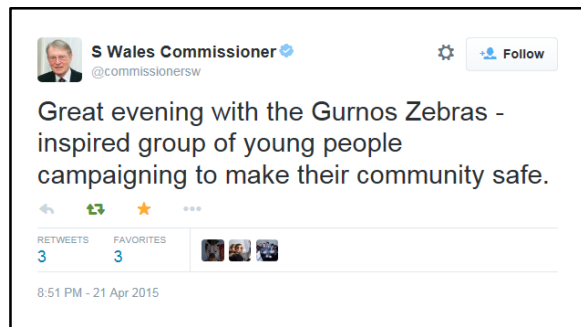 S Wales Commissioner
Follow
@commissionersw
Great evening with the Gurnos Zebras -
inspired group of young people
campaigning to make their community safe.
RETWEETS FAVORITES
3 3
8:51 PM - 21 Apr 2015